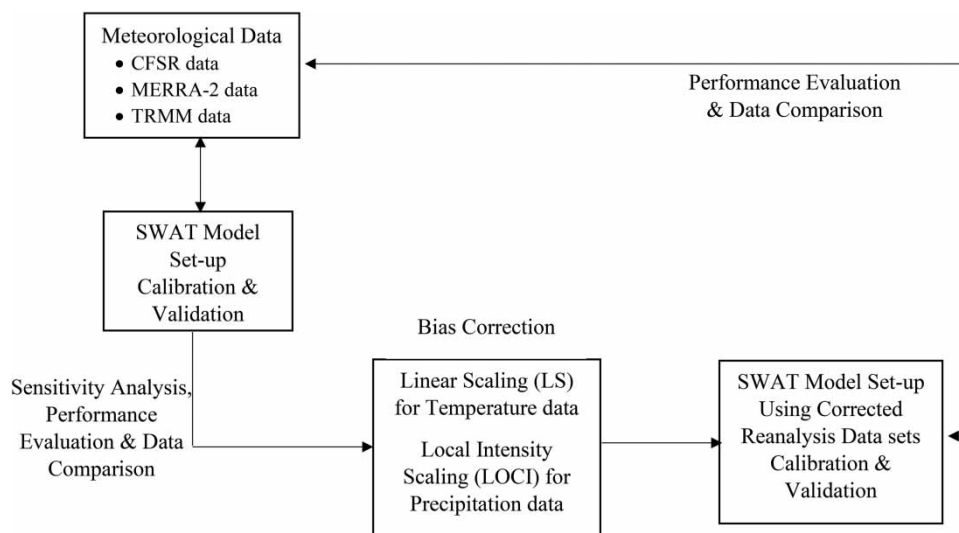 Meteorological Data
• CFSR data
• MERRA-2 data
• TRMM data
Performance Evaluation
& Data Comparison
SWAT Model
Set-up
Calibration &
Validation
Sensitivity Analysis,
Performance
Evaluation & Data
Comparison
Bias Correction
Linear Scaling (LS)
for Temperature data
Local Intensity
Scaling (LOCI) for
Precipitation data
SWAT Model Set-up
Using Corrected
Reanalysis Data sets
Calibration &
Validation